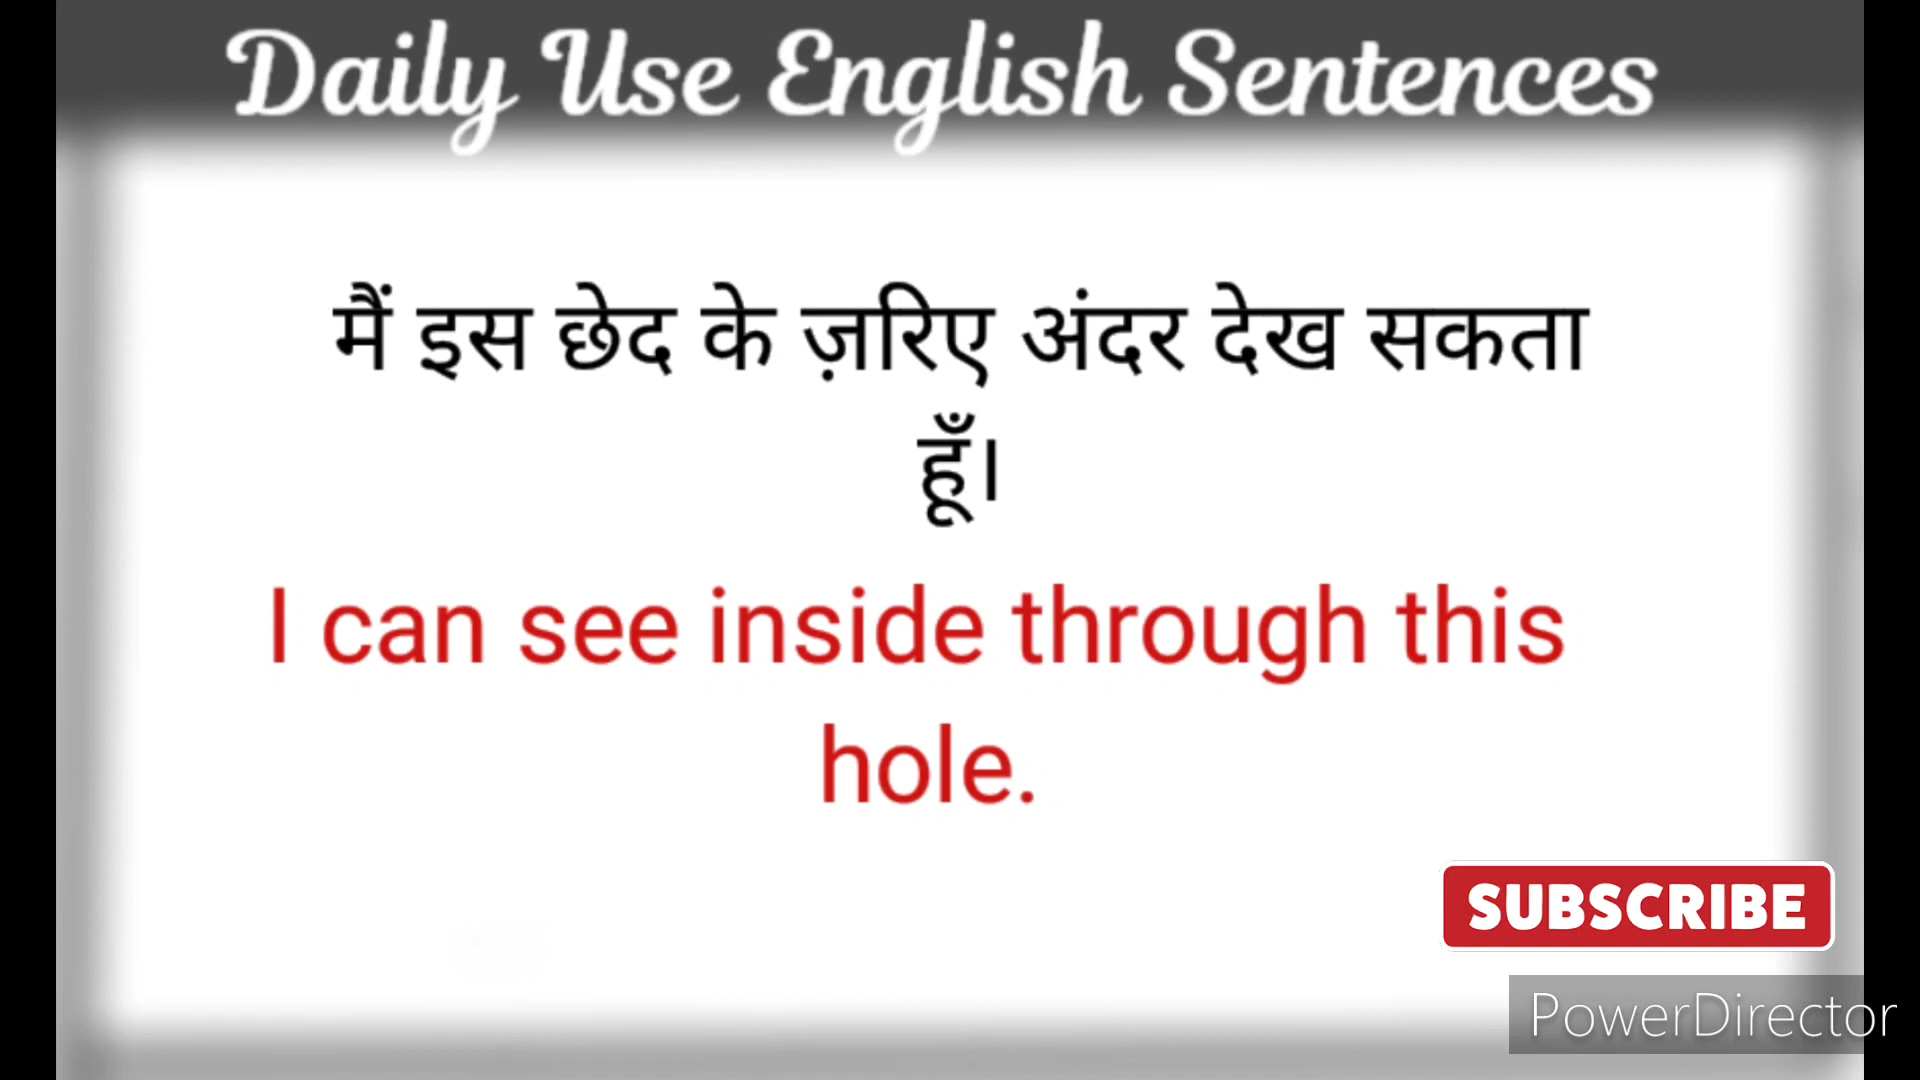 Daily Use English Sentences
मैं इस छेद के ज़रिए अंदर देख सकता
हूँ।
I can see inside through this
hole.
SUBSCRIBE
PowerDirector